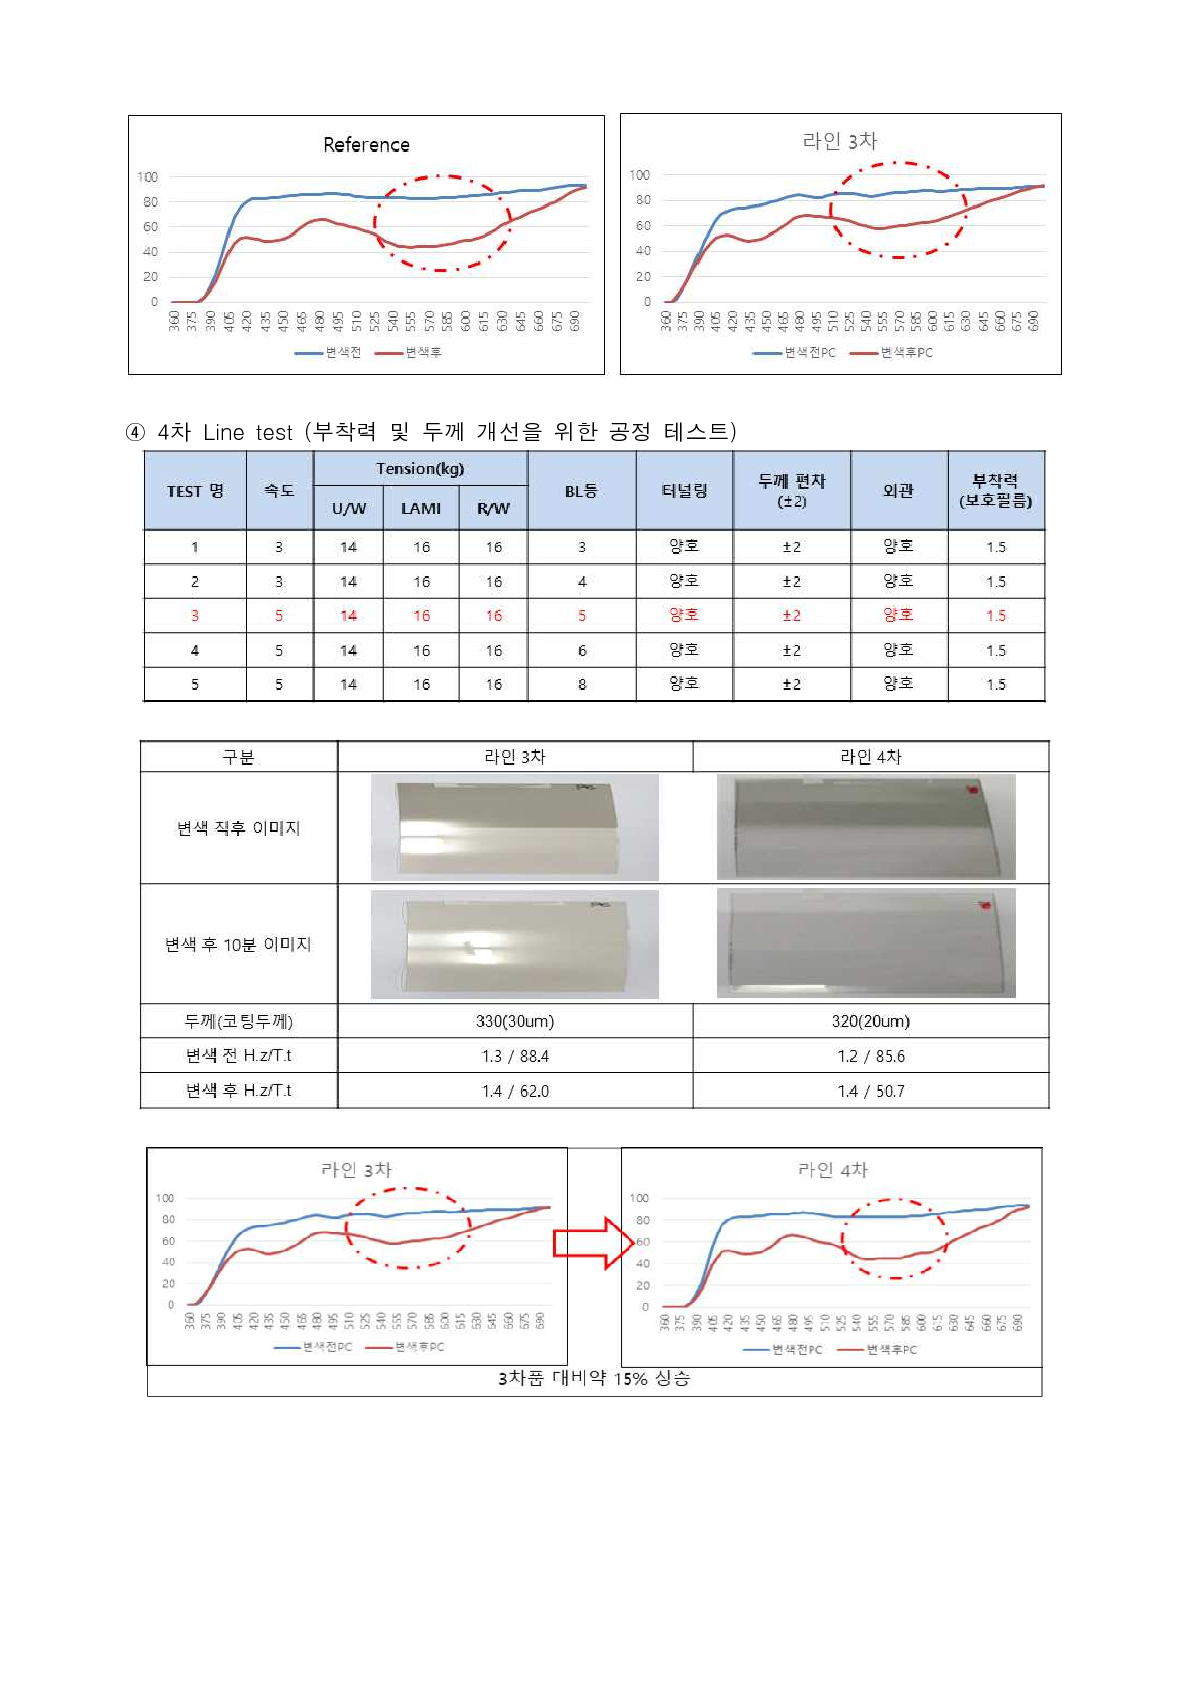 Reference
100
80
60
40
20
0
360 375 390 405 420 435 450 465 480 495 510 525 540 555 570 585 600 615 630 645 660 675 690
변색전 변색후
라인 3차
100
80
60
40
20
0
360 375 390 405 420 435 450 465 480 495 510 525 540 555 570 585 600 615 630 645 660 675 690
변색전PC 변색후PC
④ 4차 Line test (부착력 및 두께 개선을 위한 공정 테스트)
TEST 명 속도 Tension(kg) BL등 터널링 두께 편차 (±2) 외관 부착력 (보호필름)
U/W LAMI R/W
1 3 14 16 16 3 양호 ±2 양호 1.5
2 3 14 16 16 4 양호 ±2 양호 1.5
3 5 14 16 16 5 양호 ±2 양호 1.5
4 5 14 16 16 6 양호 ±2 양호 1.5
5 5 14 16 16 8 양호 ±2 양호 1.5
구분 라인 3차 라인 4차
변색 직후 이미지
변색 후 10분 이미지
두께(코팅두께) 330(30um) 320(20um)
변색 전 H.z/T.t 1.3 / 88.4 1.2 / 85.6
변색 후 H.z/T.t 1.4 / 62.0 1.4 / 50.7
라인 3차
100
80
60
40
20
0
360 375 390 405 420 435 450 465 480 495 510 525 540 555 570 585 600 615 630 645 660 675 690
변색전PC 변색후PC
라인 4차
100
80
60
40
20
0
360 375 390 405 420 435 450 465 480 495 510 525 540 555 570 585 600 615 630 645 660 675 690
변색전PC 변색후PC
3차품 대비약 15% 상승